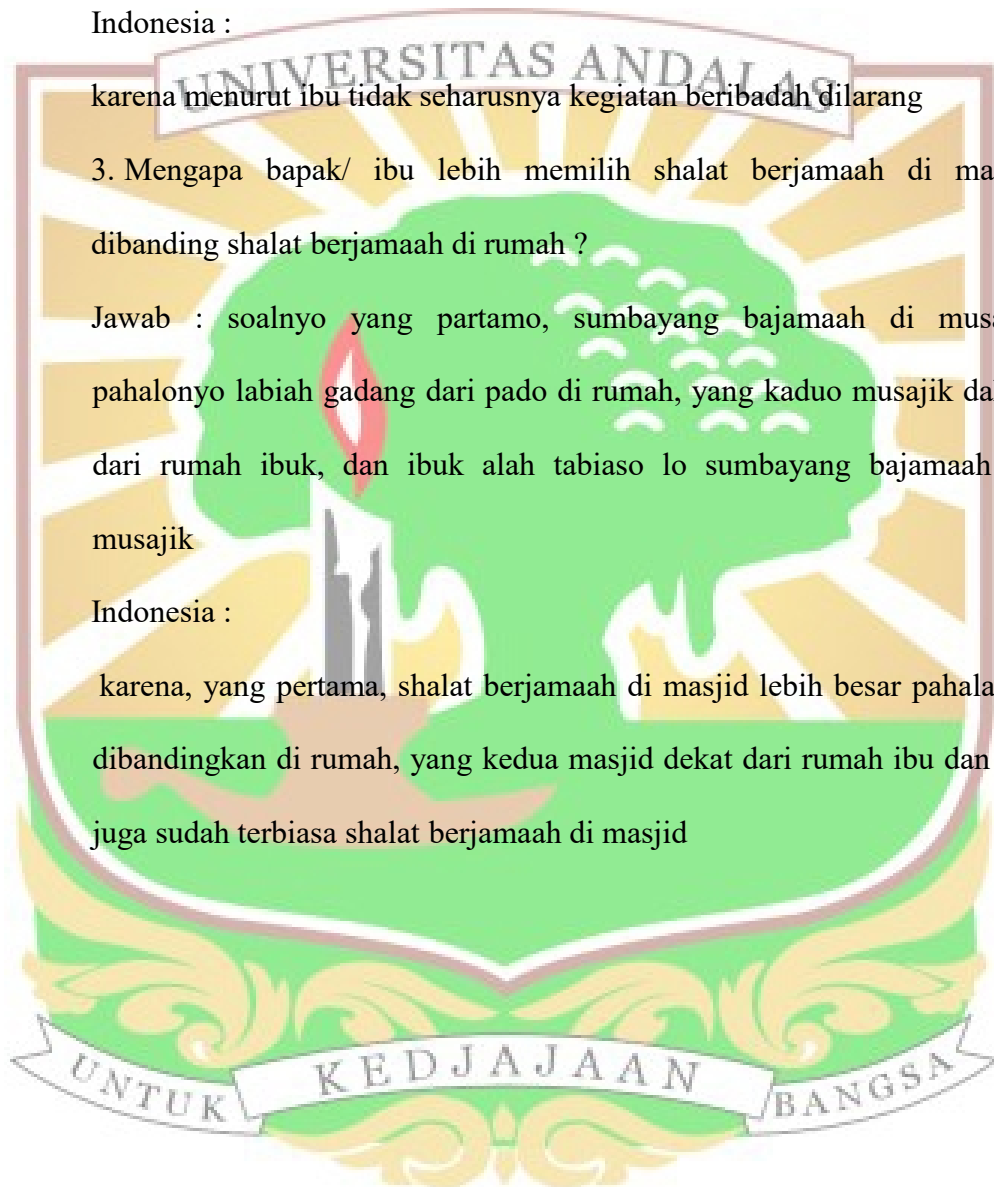 Indonesia :
UNIVERSITAS ANDALAS
karena menurut ibu tidak seharusnya kegiatan beribadah dilarang
3. Mengapa bapak/ ibu lebih memilih shalat berjamaah di ma
dibanding shalat berjamaah di rumah ?
Jawab : soalnyo yang partamo, sumbayang bajamaah di musa
pahalonyo labiah gadang dari pado di rumah, yang kaduo musajik da
dari rumah ibuk, dan ibuk alah tabiaso lo sumbayang bajamaah
musajik
Indonesia :
karena, yang pertama, shalat berjamaah di masjid lebih besar pahala
dibandingkan di rumah, yang kedua masjid dekat dari rumah ibu dan
juga sudah terbiasa shalat berjamaah di masjid
UNTUK KEDJAJAAN BANGSA